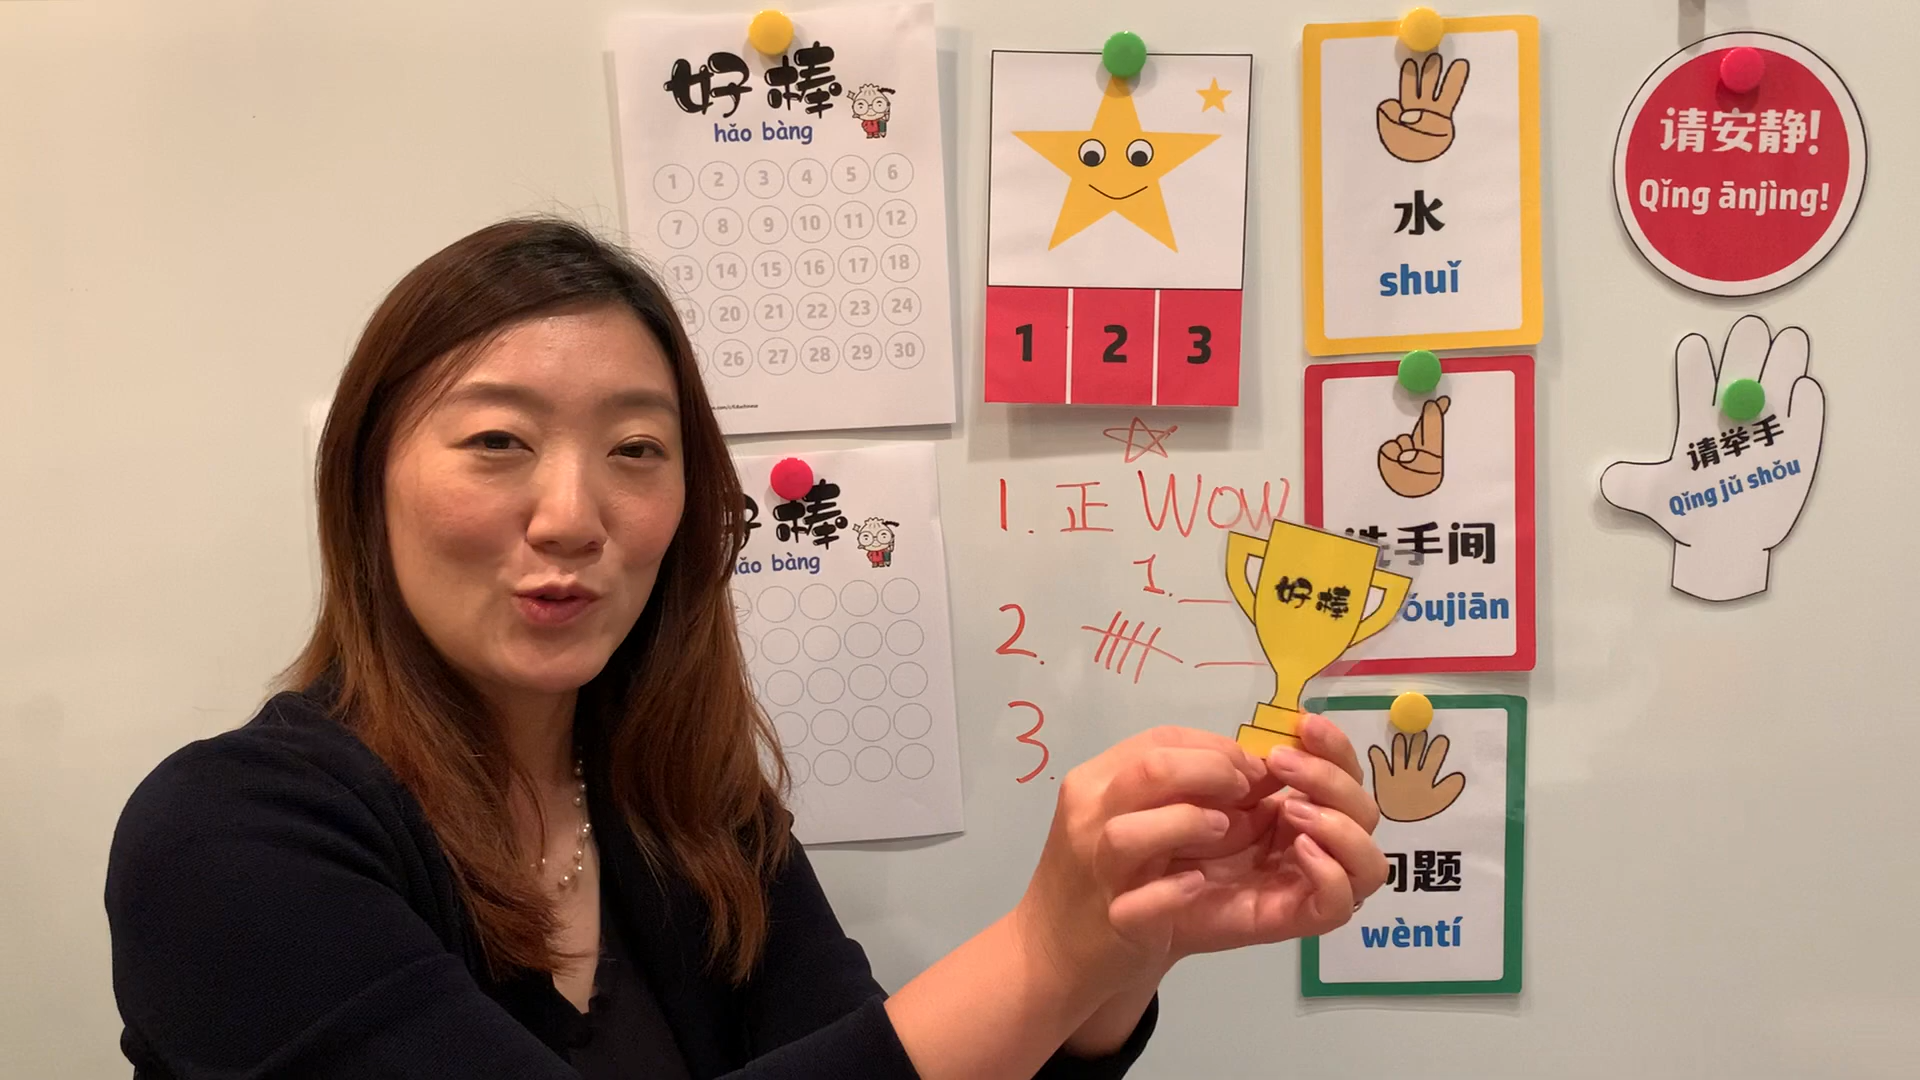 好棒
hǎo bàng
1 2 3 4 5 6
7 8 9 10 11 12
13 14 15 16 17 18
20 21 22 23 24
26 27 28 29 30
棒
hǎo bàng
1 2 3
1. 正 WOW
1.
2.
3.
好棒
水
shuǐ
手间
ǒujiān
题
wèntí
请安静!
Qǐng ānjìng!
请举手
Qǐng jǔ shǒu